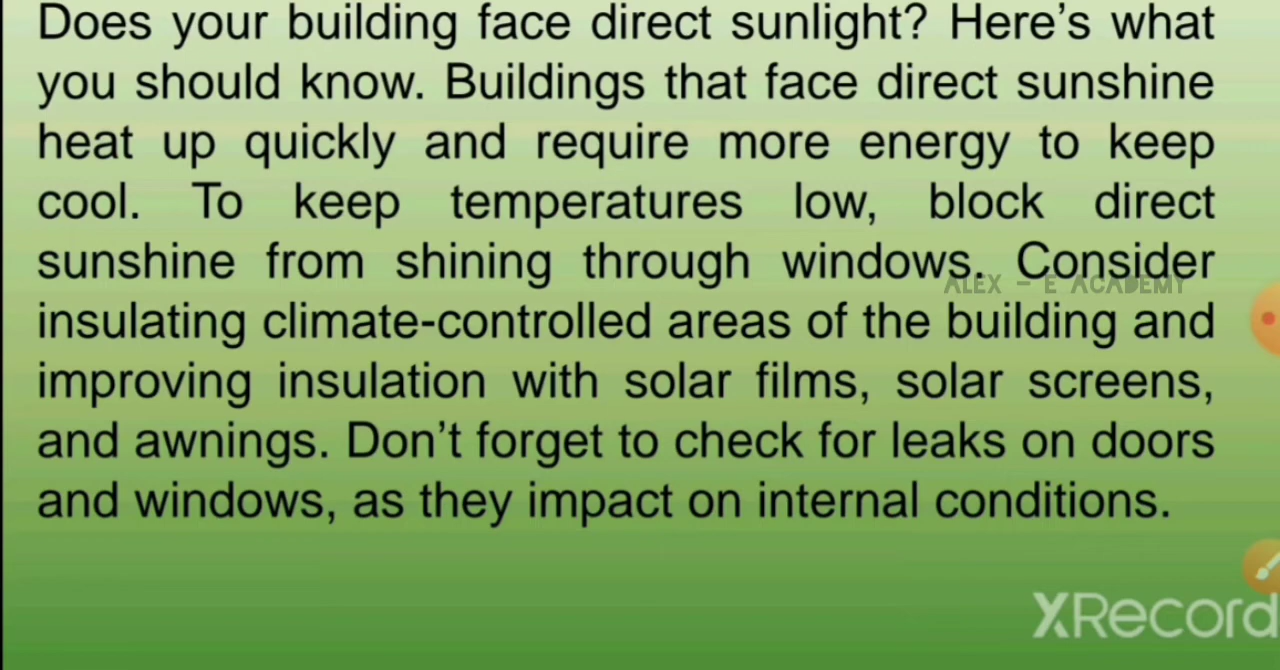 Does your building face direct sunlight? Here’s what
you should know. Buildings that face direct sunshine
heat up quickly and require more energy to keep
cool. To keep temperatures low, block direct
sunshine from shining through windows. Consider
ALEX – E ACADEMY
insulating climate-controlled areas of the building and
improving insulation with solar films, solar screens,
and awnings. Don’t forget to check for leaks on doors
and windows, as they impact on internal conditions.
XRecord